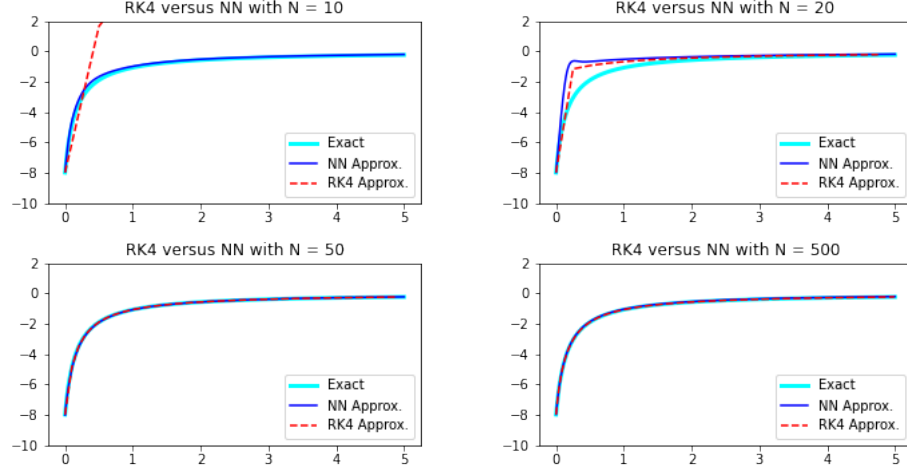 RK4 versus NN with N = 10
2
0
−2
−4
−6
−8
−10
0 1 2 3 4 5
Exact
NN Approx.
RK4 Approx.
RK4 versus NN with N = 20
2
0
−2
−4
−6
−8
−10
0 1 2 3 4 5
Exact
NN Approx.
RK4 Approx.
RK4 versus NN with N = 50
2
0
−2
−4
−6
−8
−10
0 1 2 3 4 5
Exact
NN Approx.
RK4 Approx.
RK4 versus NN with N = 500
2
0
−2
−4
−6
−8
−10
0 1 2 3 4 5
Exact
NN Approx.
RK4 Approx.